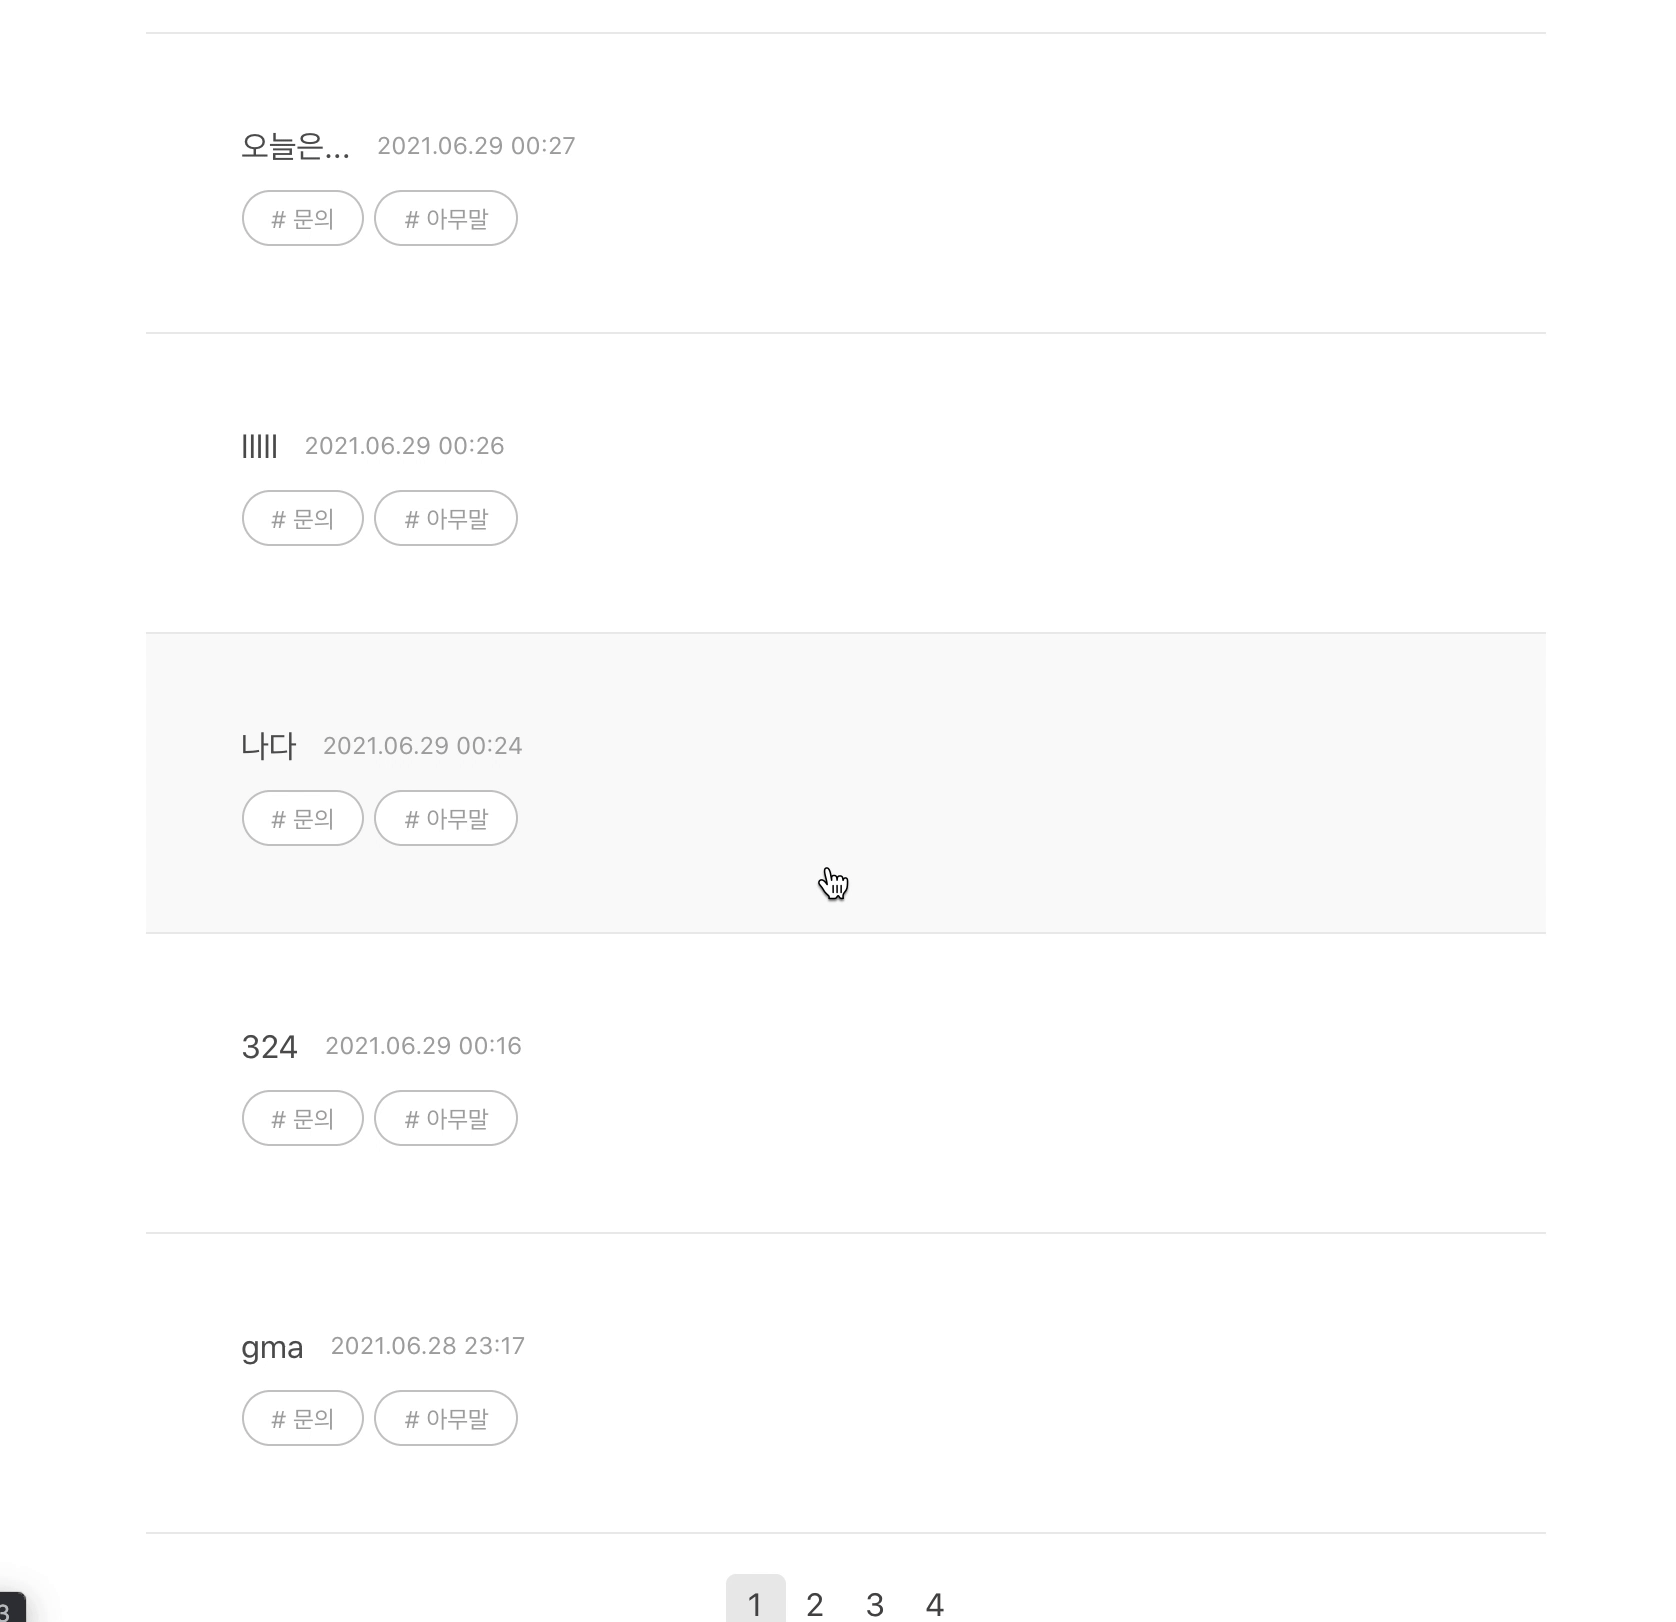 오늘은... 2021.06.29 00:27
# 문의 # 아무말
lllll 2021.06.29 00:26
# 문의 # 아무말
나다 2021.06.29 00:24
# 문의 # 아무말
324 2021.06.29 00:16
# 문의 # 아무말
gma 2021.06.28 23:17
# 문의 # 아무말
1 2 3 4